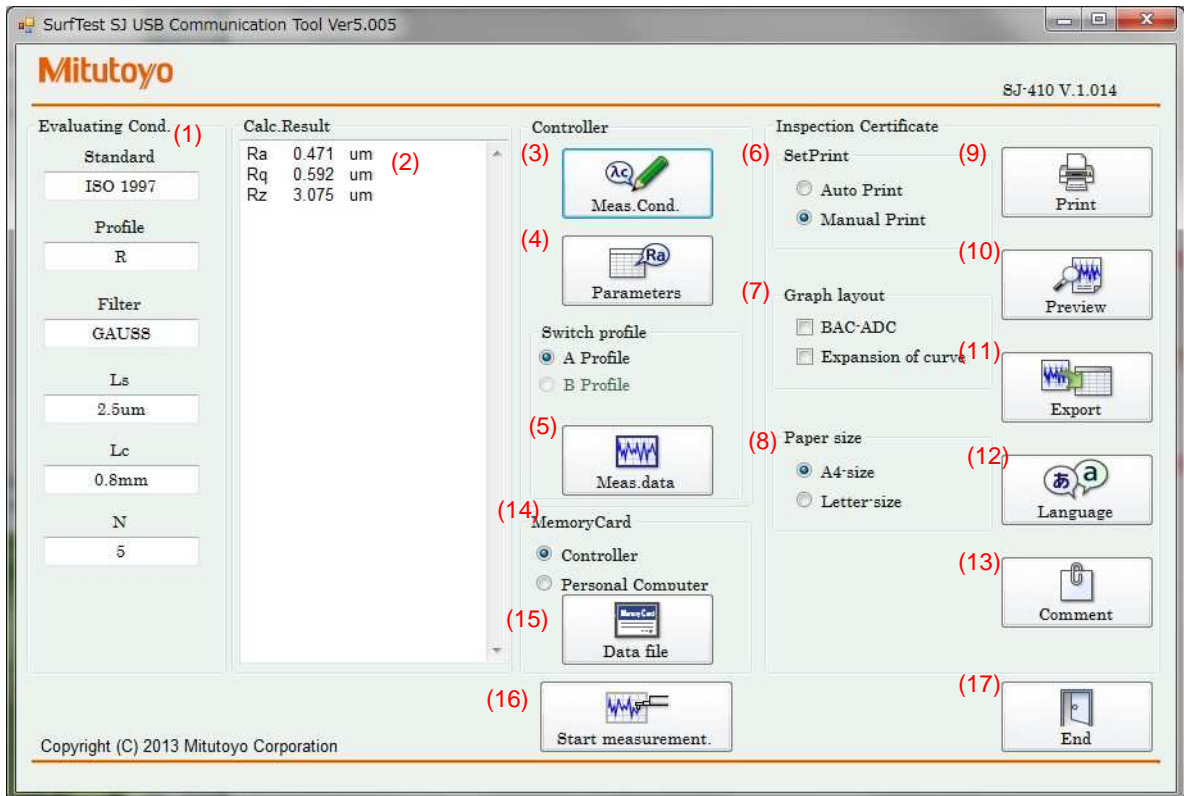 SurfTest SJ USB Communication Tool Ver5.005
Mitutoyo
SJ-410 V.1.014
Evaluating Cond.
(1)
Standard
ISO 1997
Profile
R
Filter
GAUSS
Ls
2.5um
Lc
0.8mm
N
5
Calc.Result
(2)
Ra 0.471 um
Rq 0.592 um
Rz 3.075 um
Controller
(3)
λc
Meas.Cond.
(4)
Ra
Parameters
Switch profile
A Profile
B Profile
(5)
Meas.data
(14)
MemoryCard
Controller
Personal Computer
(15)
Memory Card
Data file
(16)
Start measurement.
Inspection Certificate
(6)
SetPrint
Auto Print
Manual Print
(7)
Graph layout
BAC-ADC
Expansion of curve
(8)
Paper size
A4-size
Letter-size
(9)
Print
(10)
Preview
(11)
Export
(12)
あ a
Language
(13)
Comment
(17)
End
Copyright (C) 2013 Mitutoyo Corporation